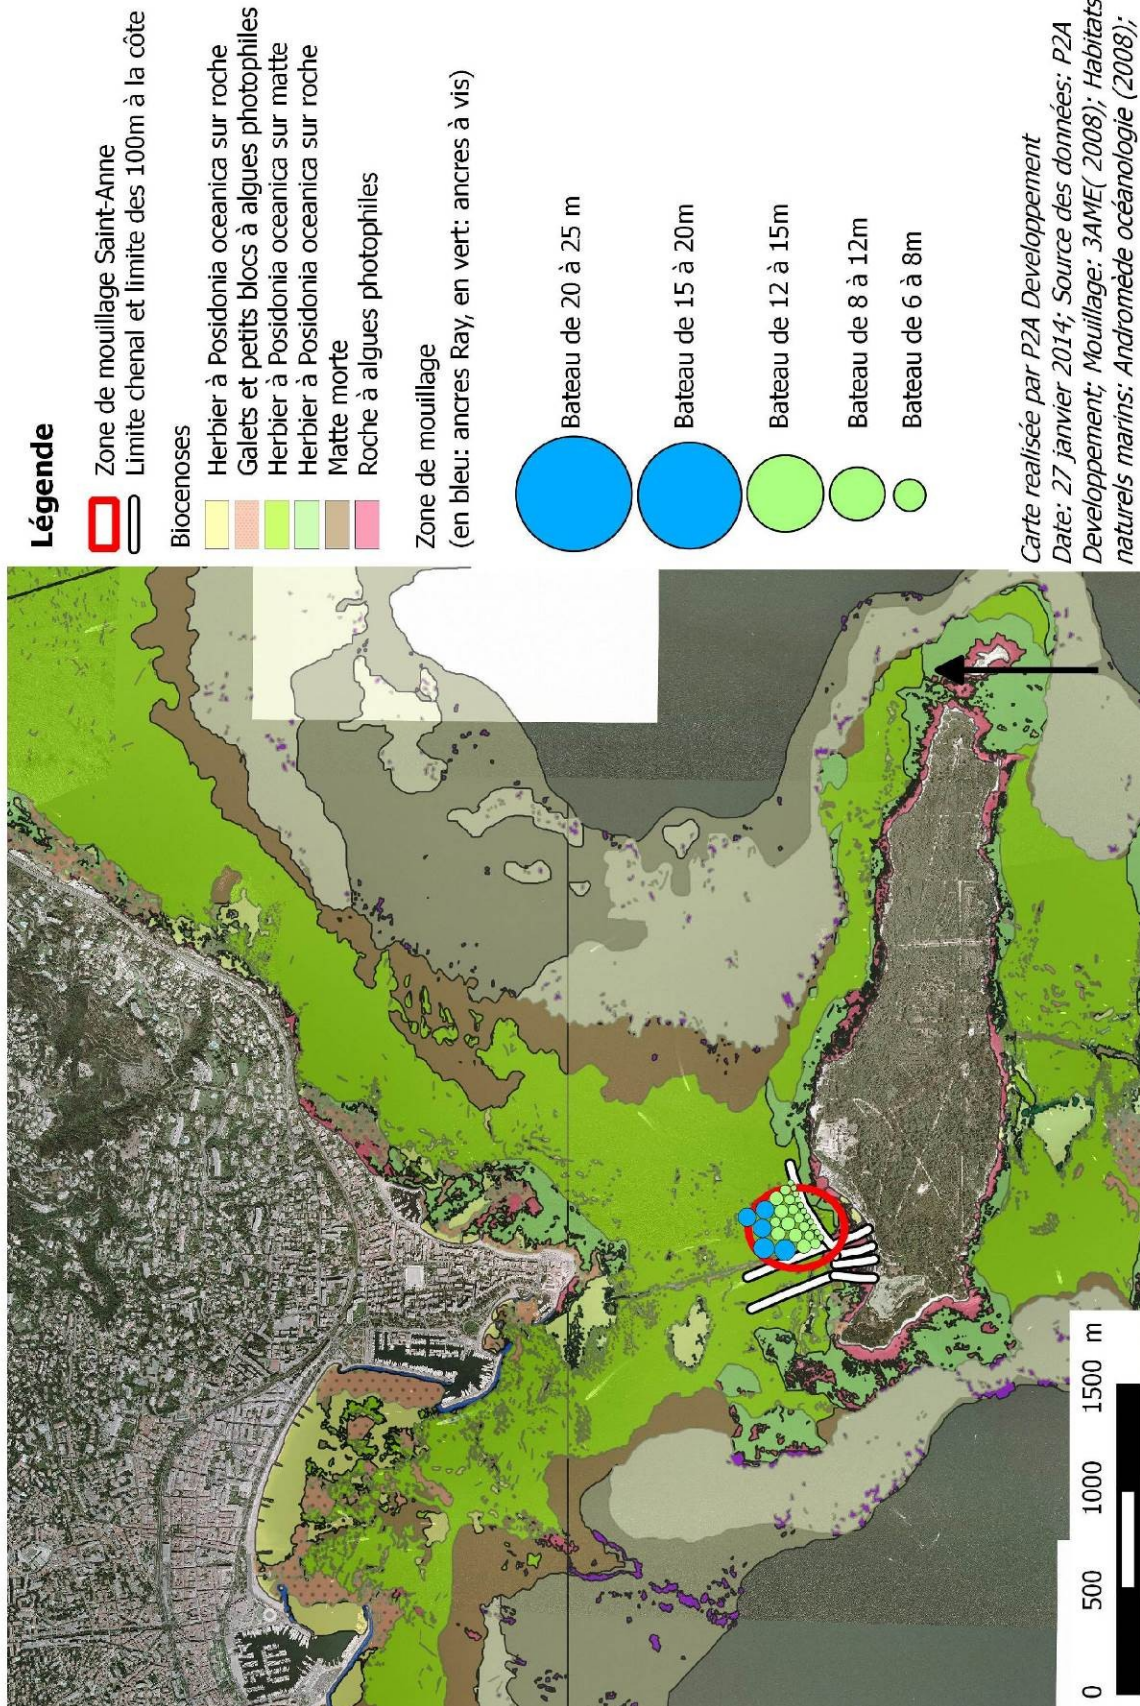 Légende
Zone de mouillage Saint-Anne
Limite chenal et limite des 100m à la côte
Biocenoses
Herbier à Posidonia oceanica sur roche
Galets et petits blocs à algues photophiles
Herbier à Posidonia oceanica sur matte
Herbier à Posidonia oceanica sur roche
Matte morte
Roche à algues photophiles
Zone de mouillage
(en bleu: ancres Ray, en vert: ancres à vis)
Bateau de 20 à 25 m
Bateau de 15 à 20m
Bateau de 12 à 15m
Bateau de 8 à 12m
Bateau de 6 à 8m
Carte realisée par P2A Developpement
Date: 27 janvier 2014; Source des données: P2A
Developpement; Mouillage: 3AME( 2008); Habitats
naturels marins: Andromède océanologie (2008);
0 500 1000 1500 m